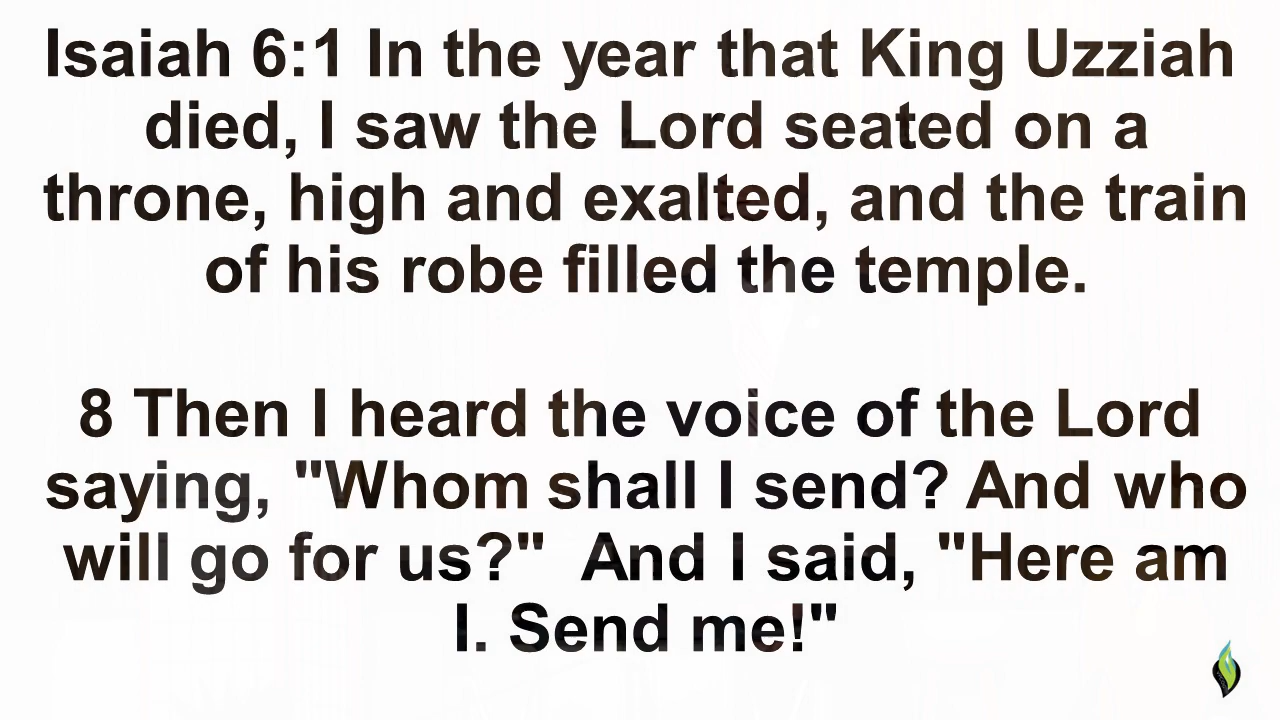 Isaiah 6:1 In the year that King Uzziah
died, I saw the Lord seated on a
throne, high and exalted, and the train
of his robe filled the temple.
8 Then I heard the voice of the Lord
saying, "Whom shall I send? And who
will go for us?"  And I said, "Here am
I. Send me!"